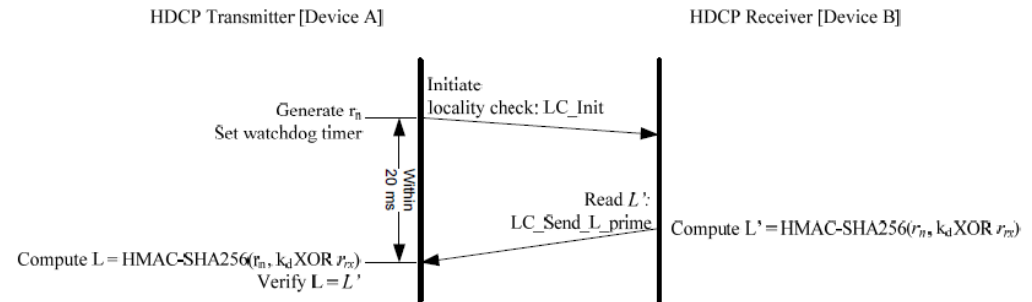 HDCP Transmitter [Device A]
HDCP Receiver [Device B]
Initiate
locality check: LC_Init
Generate rn
Set watchdog timer
Within
20 ms
Read L':
LC_Send_L_prime
Compute L' = HMAC-SHA256(rn, kd XOR rrx)
Compute L = HMAC-SHA256(rn, kd XOR rrx)
Verify L = L'